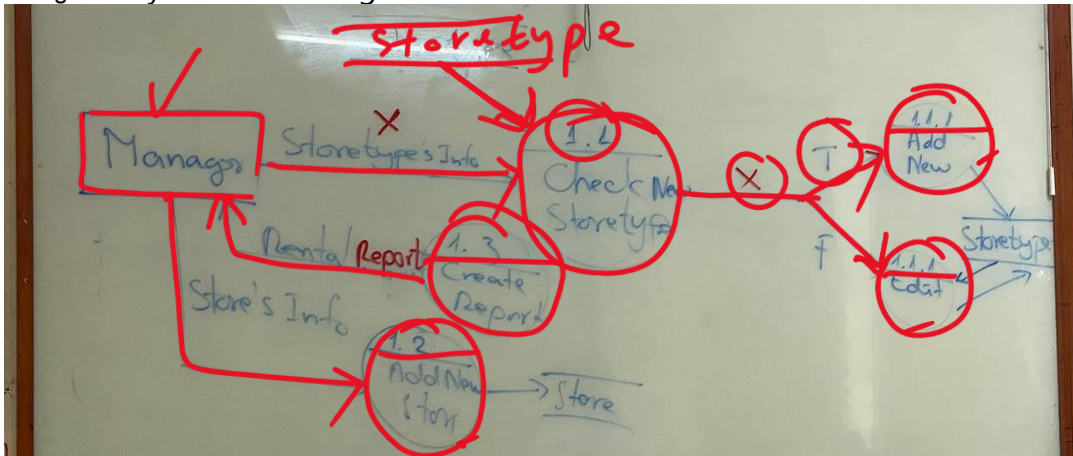 Storetype
X
Manager
Storetype's Info
1.1
Check New
Storetype
X
T
F
1.1.1
Add
New
Storetype
1.1.1
Edit
Rental Report
1.3
Create
Report
Store's Info
1.2
Add New
Store
Store